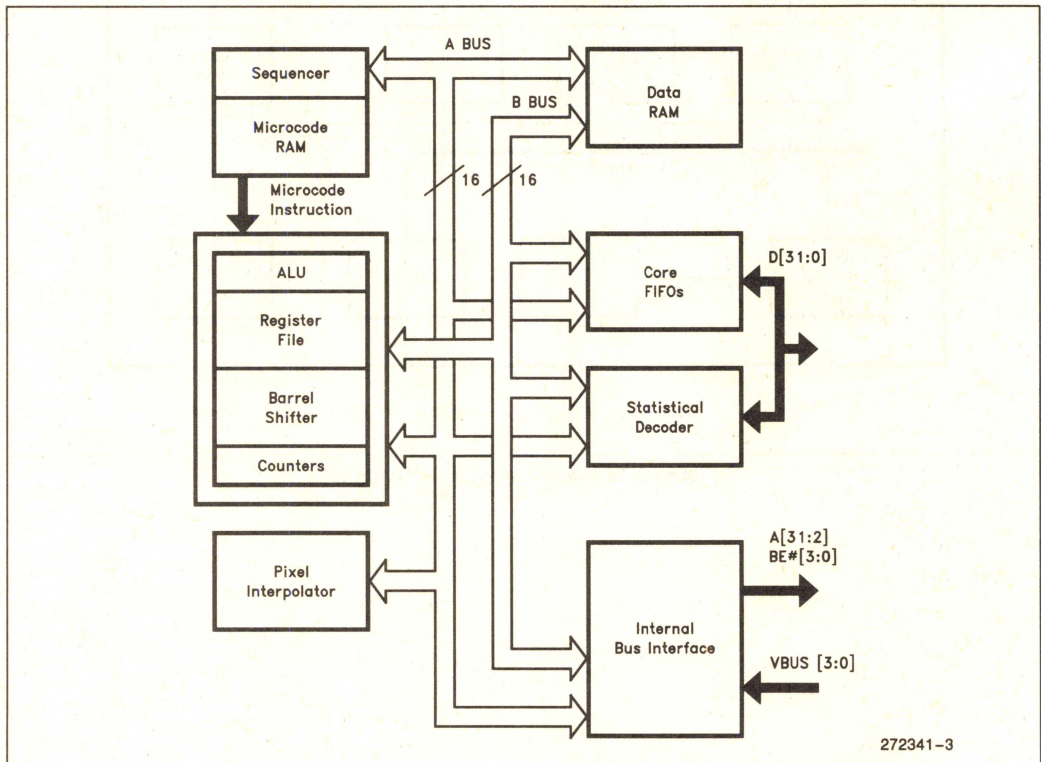 A BUS
Sequencer
Microcode
RAM
Data
RAM
B BUS
16
16
Microcode
Instruction
ALU
Register
File
Barrel
Shifter
Counters
Core
FIFOs
D[31:0]
Statistical
Decoder
Pixel
Interpolator
Internal
Bus Interface
A[31:2]
BE#[3:0]
VBUS [3:0]
272341-3